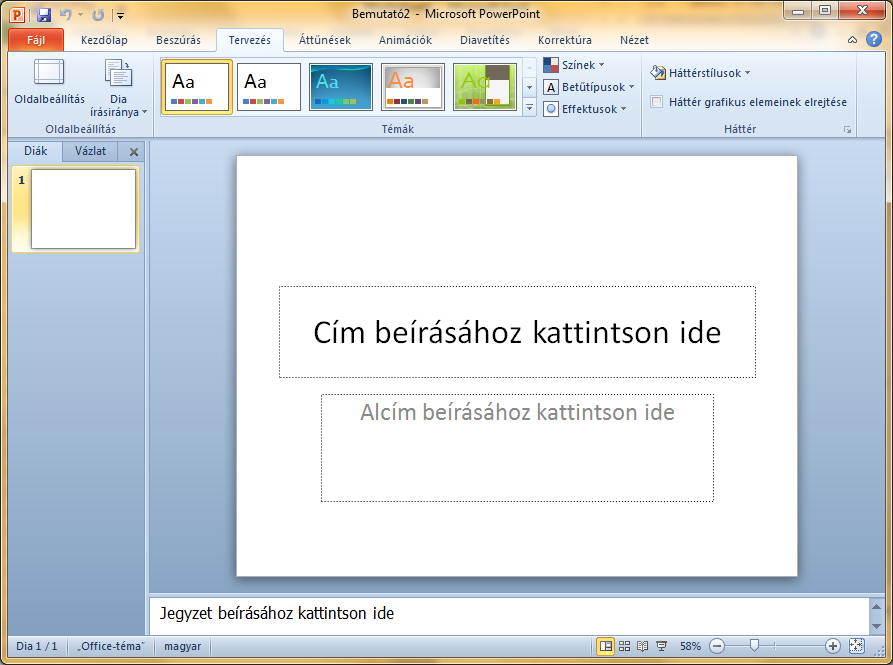 Bemutató2 - Microsoft PowerPoint
Fájl Kezdőlap Beszúrás Tervezés Áttünések Animációk Diavetítés Korrektúra Nézet
Oldalbeállítás
Dia írásiránya
Oldalbeállítás
Aa Aa Aa Aa Aa
Témák
Színek
Betűtípusok
Effektusok
Háttérstílusok
Háttér grafikus elemeinek elrejtése
Háttér
Diák Vázlat
1
Cím beírásához kattintson ide
Alcím beírásához kattintson ide
Jegyzet beírásához kattintson ide
Dia 1 / 1 „Office-téma” magyar 58%